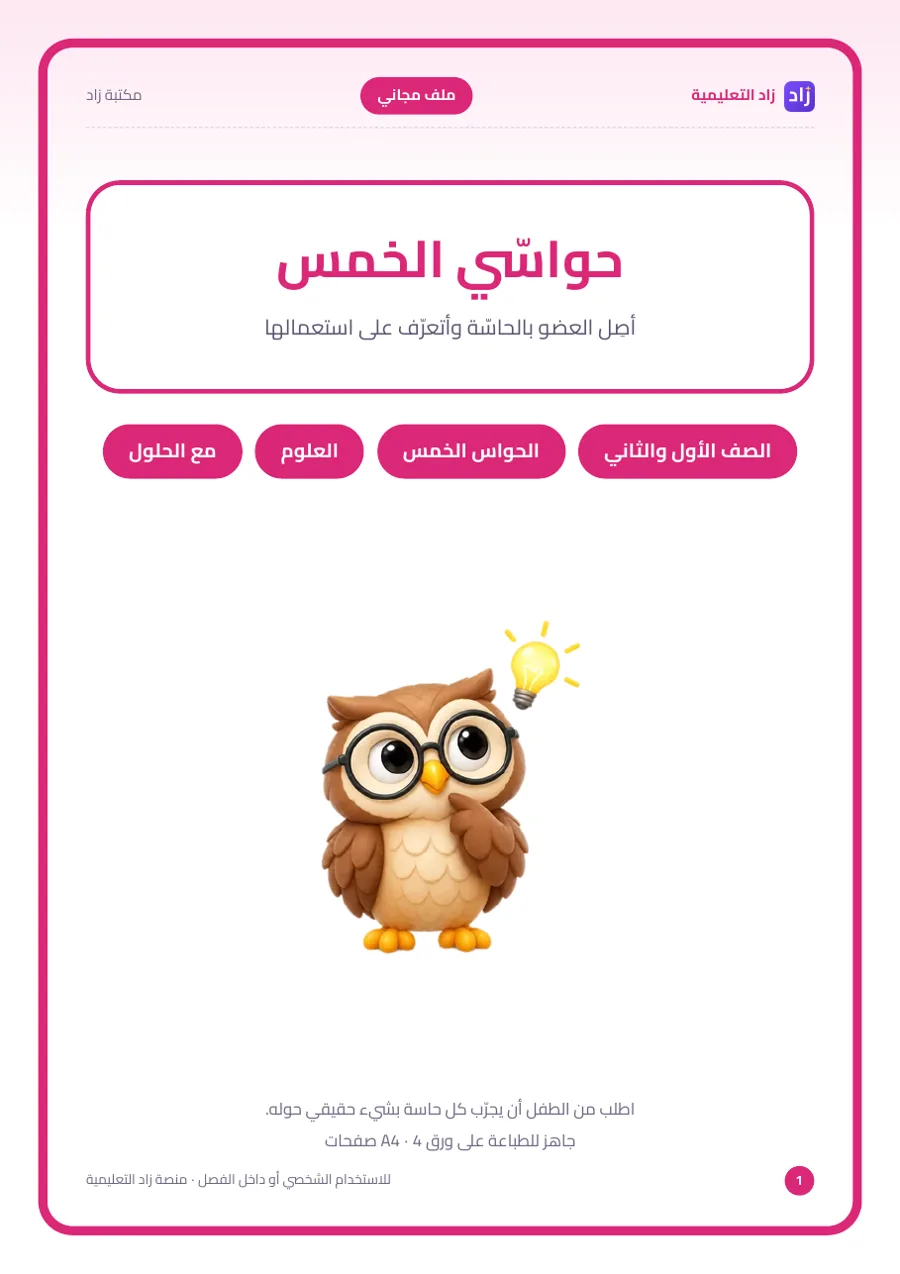 زاد زاد التعليمية
ملف مجاني
مكتبة زاد
حواسّي الخمس
أصِل العضو بالحاسّة وأتعرّف على استعمالها
الصف الأول والثاني
الحواس الخمس
العلوم
مع الحلول
اطلب من الطفل أن يجرّب كل حاسة بشيء حقيقي حوله.
جاهز للطباعة على ورق A4 · 4 صفحات
1
للاستخدام الشخصي أو داخل الفصل · منصة زاد التعليمية